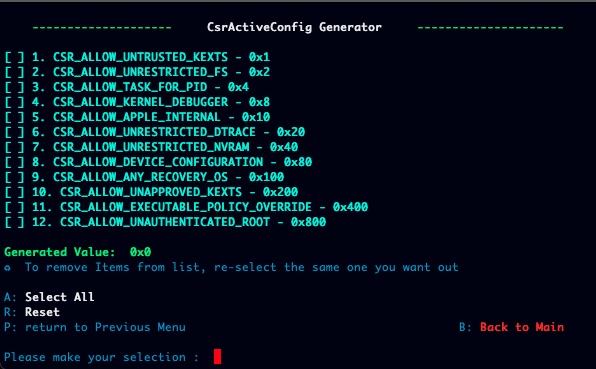 -------------------- CsrActiveConfig Generator ---------------------
[ ] 1. CSR_ALLOW_UNTRUSTED_KEXTS - 0x1
[ ] 2. CSR_ALLOW_UNRESTRICTED_FS - 0x2
[ ] 3. CSR_ALLOW_TASK_FOR_PID - 0x4
[ ] 4. CSR_ALLOW_KERNEL_DEBUGGER - 0x8
[ ] 5. CSR_ALLOW_APPLE_INTERNAL - 0x10
[ ] 6. CSR_ALLOW_UNRESTRICTED_DTRACE - 0x20
[ ] 7. CSR_ALLOW_UNRESTRICTED_NVRAM - 0x40
[ ] 8. CSR_ALLOW_DEVICE_CONFIGURATION - 0x80
[ ] 9. CSR_ALLOW_ANY_RECOVERY_OS - 0x100
[ ] 10. CSR_ALLOW_UNAPPROVED_KEXTS - 0x200
[ ] 11. CSR_ALLOW_EXECUTABLE_POLICY_OVERRIDE - 0x400
[ ] 12. CSR_ALLOW_UNAUTHENTICATED_ROOT - 0x800
Generated Value: 0x0
♻ To remove Items from list, re-select the same one you want out
A: Select All
R: Reset
P: return to Previous Menu B: Back to Main
Please make your selection :